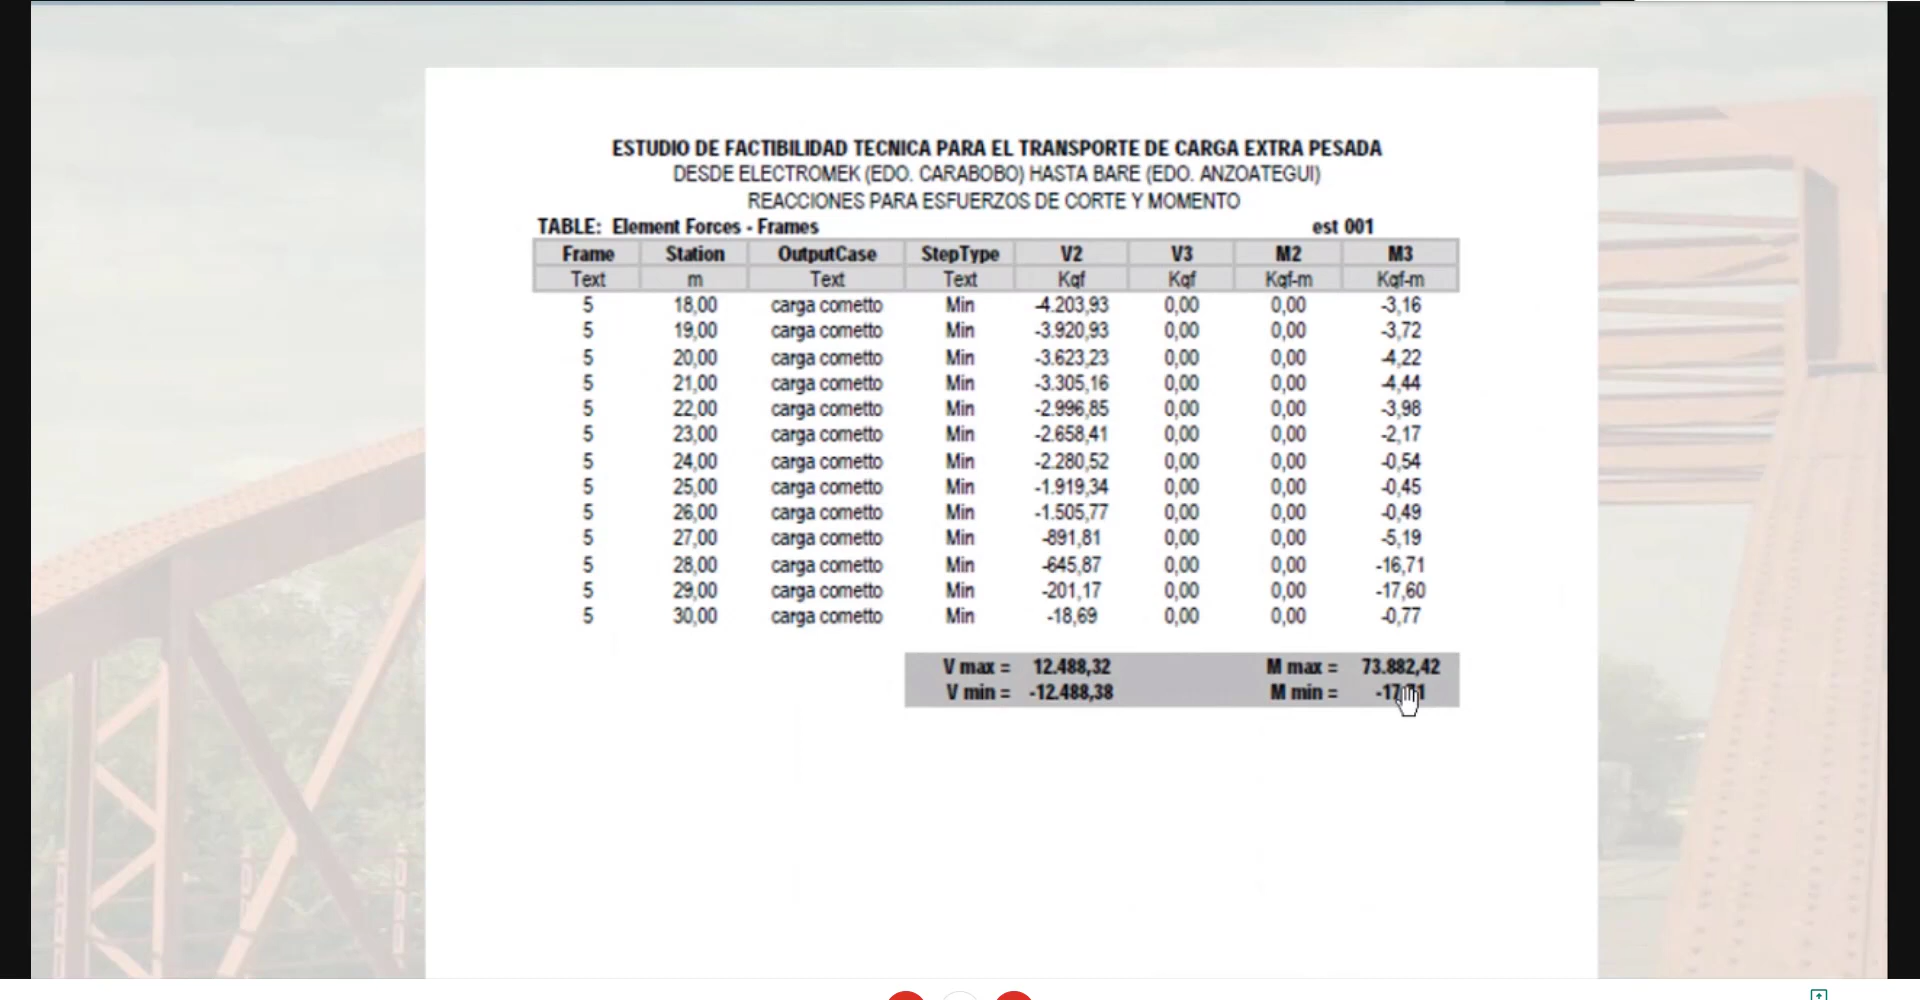 ESTUDIO DE FACTIBILIDAD TECNICA PARA EL TRANSPORTE DE CARGA EXTRA PESADA
DESDE ELECTROMEK (EDO. CARABOBO) HASTA BARE (EDO. ANZOATEGUI)
REACCIONES PARA ESFUERZOS DE CORTE Y MOMENTO
TABLE: Element Forces - Frames est 001
Frame Station OutputCase StepType V2 V3 M2 M3
Text m Text Text Kgf Kgf Kgf-m Kgf-m
5 18,00 carga cometto Min -4.203,93 0,00 0,00 -3,16
5 19,00 carga cometto Min -3.920,93 0,00 0,00 -3,72
5 20,00 carga cometto Min -3.623,23 0,00 0,00 -4,22
5 21,00 carga cometto Min -3.305,16 0,00 0,00 -4,44
5 22,00 carga cometto Min -2.996,85 0,00 0,00 -3,98
5 23,00 carga cometto Min -2.658,41 0,00 0,00 -2,17
5 24,00 carga cometto Min -2.280,52 0,00 0,00 -0,54
5 25,00 carga cometto Min -1.919,34 0,00 0,00 -0,45
5 26,00 carga cometto Min -1.505,77 0,00 0,00 -0,49
5 27,00 carga cometto Min -891,81 0,00 0,00 -5,19
5 28,00 carga cometto Min -645,87 0,00 0,00 -16,71
5 29,00 carga cometto Min -201,17 0,00 0,00 -17,60
5 30,00 carga cometto Min -18,69 0,00 0,00 -0,77
V max = 12.488,32 M max = 73.882,42
V min = -12.488,38 M min =